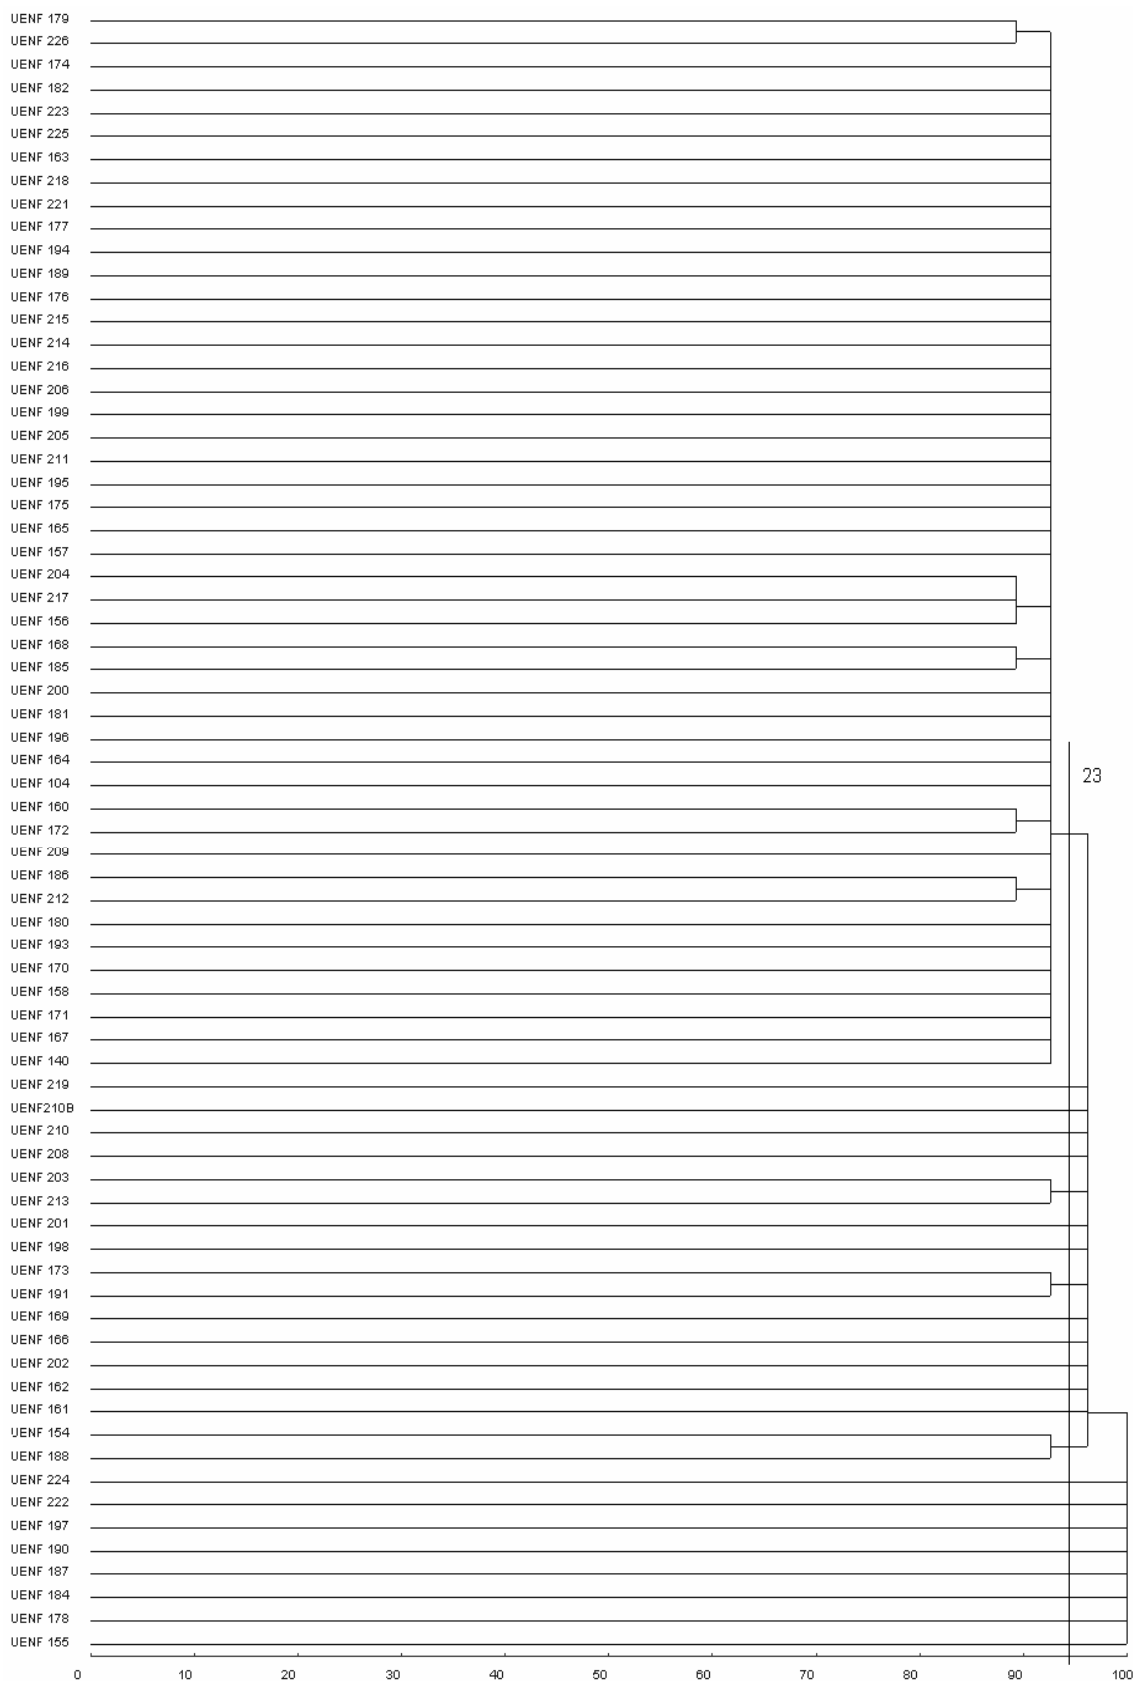 UENF 179
UENF 226
UENF 174
UENF 182
UENF 223
UENF 225
UENF 163
UENF 218
UENF 221
UENF 177
UENF 194
UENF 189
UENF 176
UENF 215
UENF 214
UENF 216
UENF 206
UENF 199
UENF 205
UENF 211
UENF 195
UENF 175
UENF 165
UENF 157
UENF 204
UENF 217
UENF 156
UENF 168
UENF 185
UENF 200
UENF 181
UENF 196
UENF 164
23
UENF 104
UENF 160
UENF 172
UENF 209
UENF 186
UENF 212
UENF 180
UENF 193
UENF 170
UENF 158
UENF 171
UENF 167
UENF 140
UENF 219
UENF210B
UENF 210
UENF 208
UENF 203
UENF 213
UENF 201
UENF 198
UENF 173
UENF 191
UENF 169
UENF 166
UENF 202
UENF 162
UENF 161
UENF 154
UENF 188
UENF 224
UENF 222
UENF 197
UENF 190
UENF 187
UENF 184
UENF 178
UENF 155
0 10 20 30 40 50 60 70 80 90 100